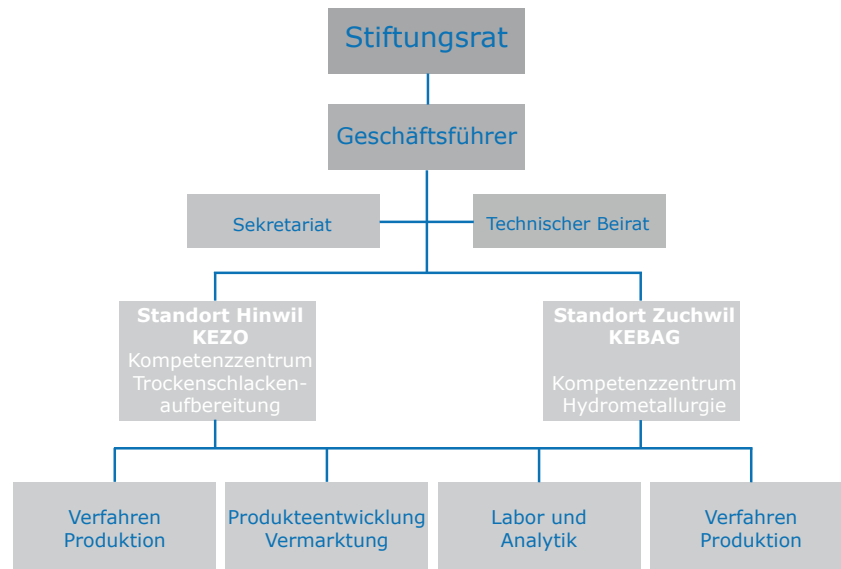 Stiftungsrat
Geschäftsführer
Sekretariat
Technischer Beirat
Standort Hinwil
KEZO
Kompetenzzentrum
Trockenschlacken-
aufbereitung
Standort Zuchwil
KEBAG
Kompetenzzentrum
Hydrometallurgie
Verfahren
Produktion
Produkteentwicklung
Vermarktung
Labor und
Analytik
Verfahren
Produktion